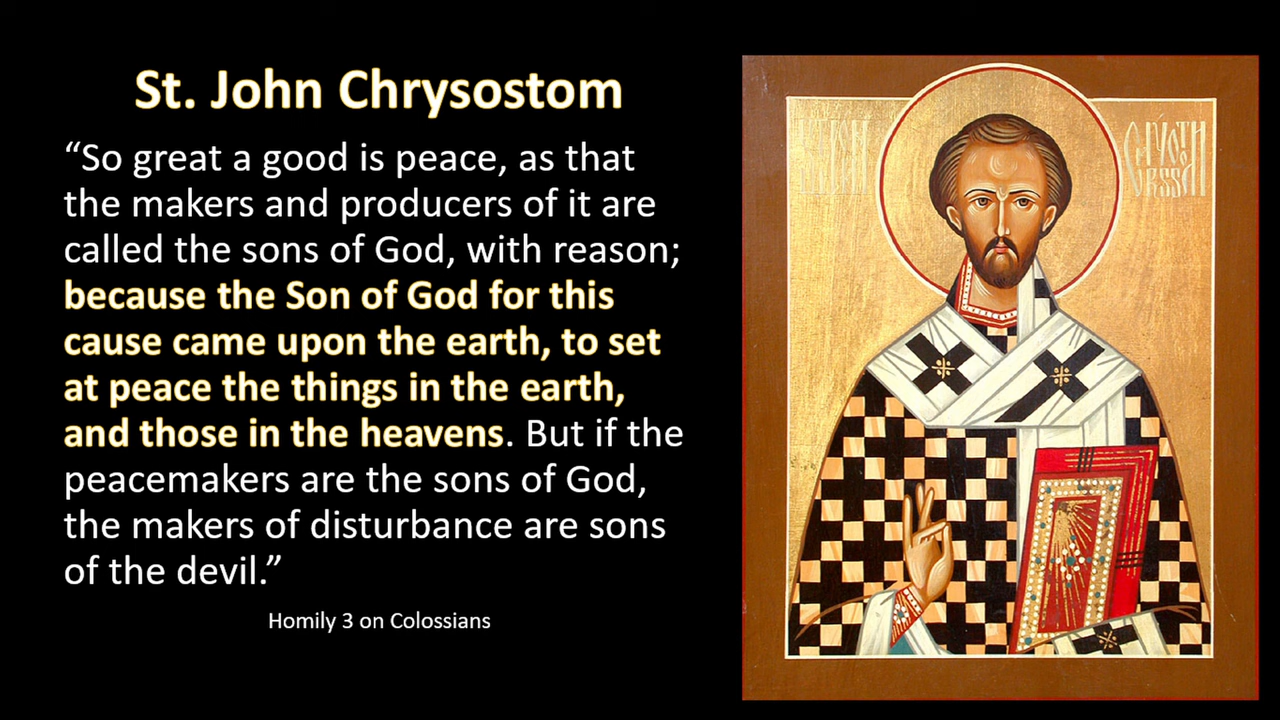 St. John Chrysostom
“So great a good is peace, as that
the makers and producers of it are
called the sons of God, with reason;
because the Son of God for this
cause came upon the earth, to set
at peace the things in the earth,
and those in the heavens. But if the
peacemakers are the sons of God,
the makers of disturbance are sons
of the devil.”
Homily 3 on Colossians